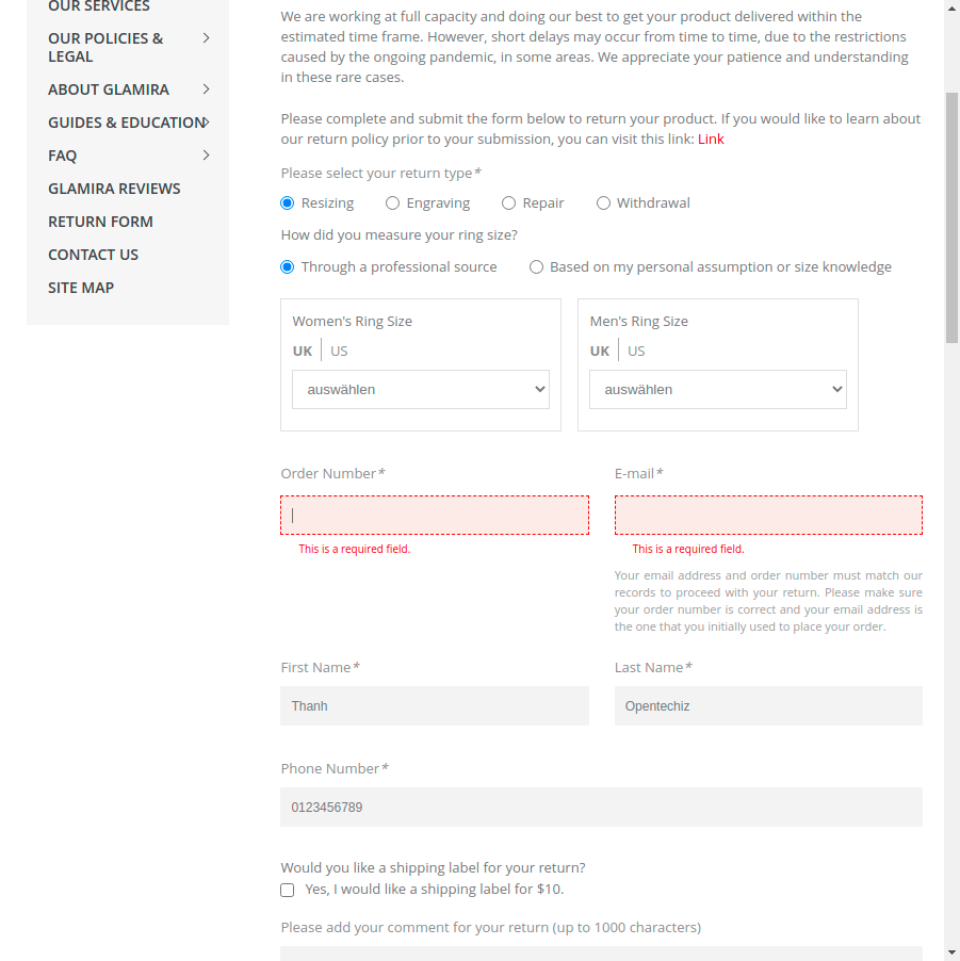 OUR SERVICES
OUR POLICIES &
LEGAL
ABOUT GLAMIRA
GUIDES & EDUCATION
FAQ
GLAMIRA REVIEWS
RETURN FORM
CONTACT US
SITE MAP
We are working at full capacity and doing our best to get your product delivered within the
estimated time frame. However, short delays may occur from time to time, due to the restrictions
caused by the ongoing pandemic, in some areas. We appreciate your patience and understanding
in these rare cases.
Please complete and submit the form below to return your product. If you would like to learn about
our return policy prior to your submission, you can visit this link: Link
Please select your return type*
Resizing Engraving Repair Withdrawal
How did you measure your ring size?
Through a professional source Based on my personal assumption or size knowledge
Women's Ring Size
UK US
auswählen
Men's Ring Size
UK US
auswählen
Order Number*
This is a required field.
E-mail*
This is a required field.
Your email address and order number must match our
records to proceed with your return. Please make sure
your order number is correct and your email address is
the one that you initially used to place your order.
First Name*
Thanh
Last Name*
Opentechiz
Phone Number*
0123456789
Would you like a shipping label for your return?
Yes, I would like a shipping label for $10.
Please add your comment for your return (up to 1000 characters)